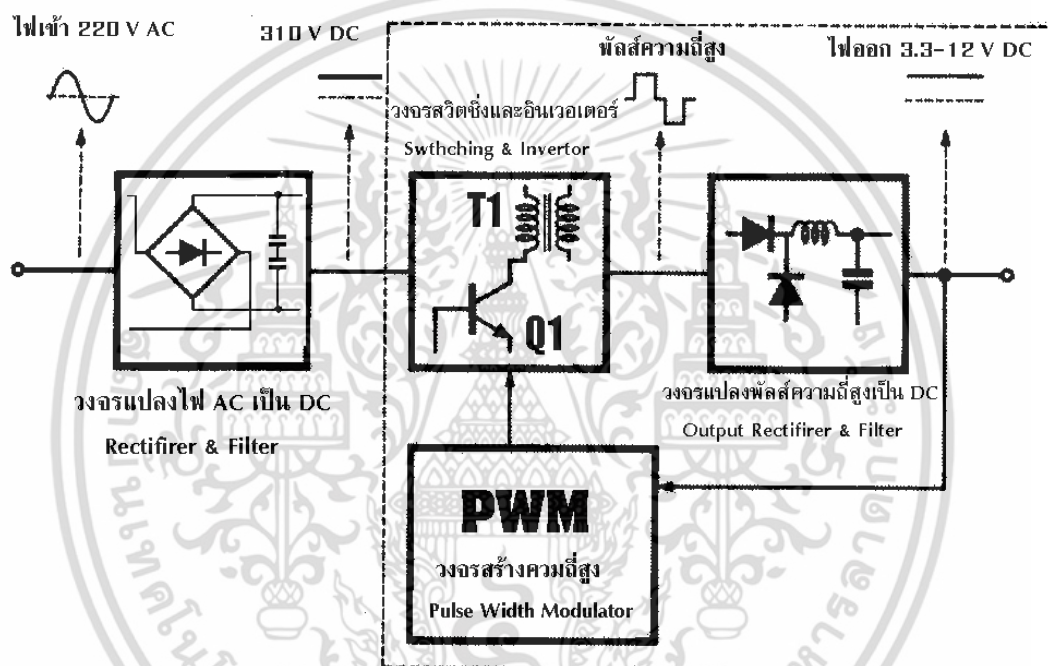 ไฟเข้า 220 V AC
310 V DC
พัลส์ความถี่สูง
ไฟออก 3.3-12 V DC
วงจรสวิตชิ่งและอินเวอเตอร์
Swthching & Invertor
T1
Q1
วงจรแปลงไฟ AC เป็น DC
Rectifirer & Filter
วงจรแปลงพัลส์ความถี่สูงเป็น DC
Output Rectifirer & Filter
PWM
วงจรสร้างควมถี่สูง
Pulse Width Modulator